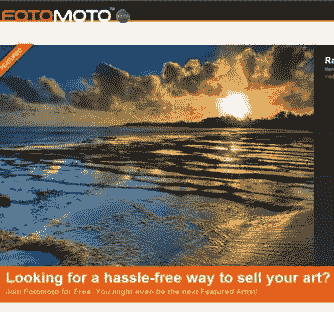 FOTOMOTO
Ra
Looking for a hassle-free way to sell your art?
Join Fotomoto for Free. You might even be the next Featured Artist!